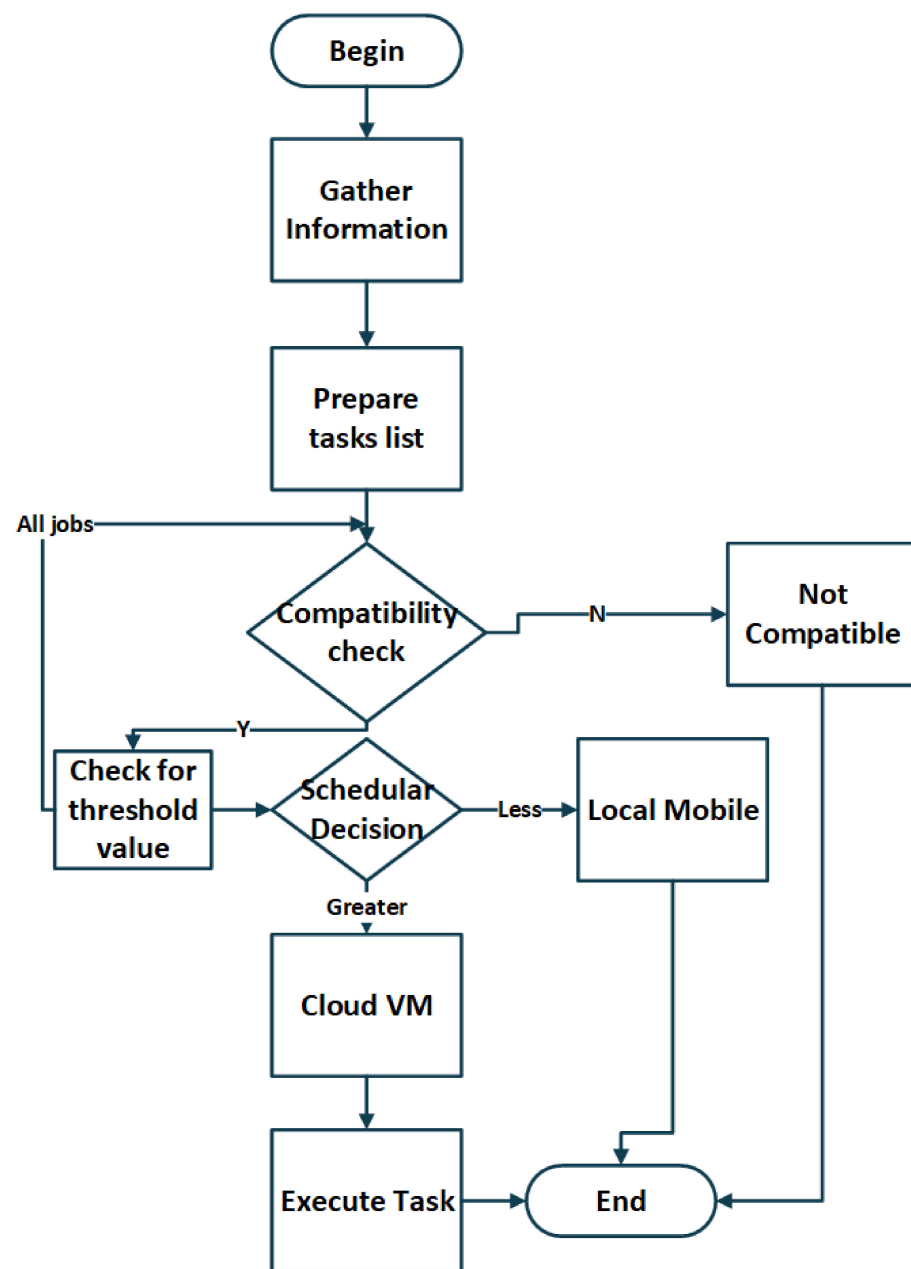 Begin
Gather
Information
Prepare
tasks list
All jobs
Compatibility
check
N
Not
Compatible
Y
Check for
threshold
value
Schedular
Decision
Less
Local Mobile
Greater
Cloud VM
Execute Task
End